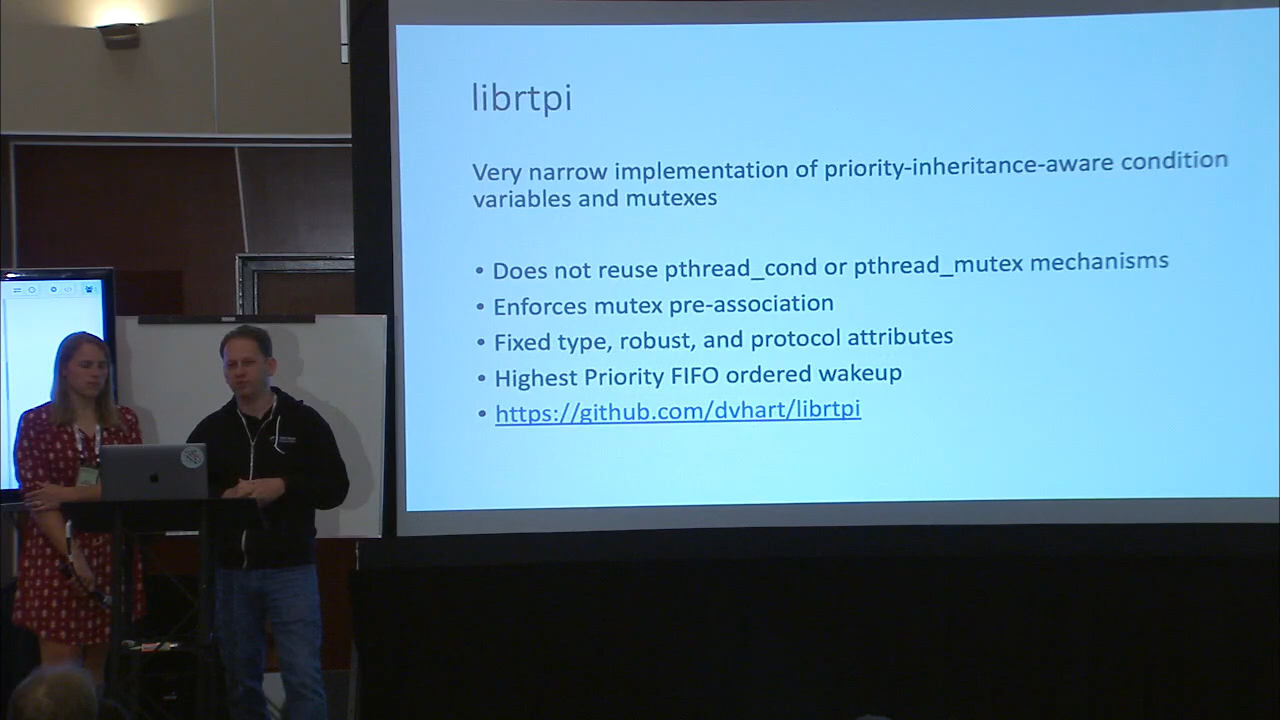 librtpi
Very narrow implementation of priority-inheritance-aware condition
variables and mutexes
• Does not reuse pthread_cond or pthread_mutex mechanisms
• Enforces mutex pre-association
• Fixed type, robust, and protocol attributes
• Highest Priority FIFO ordered wakeup
• https://github.com/dvhart/librtpi